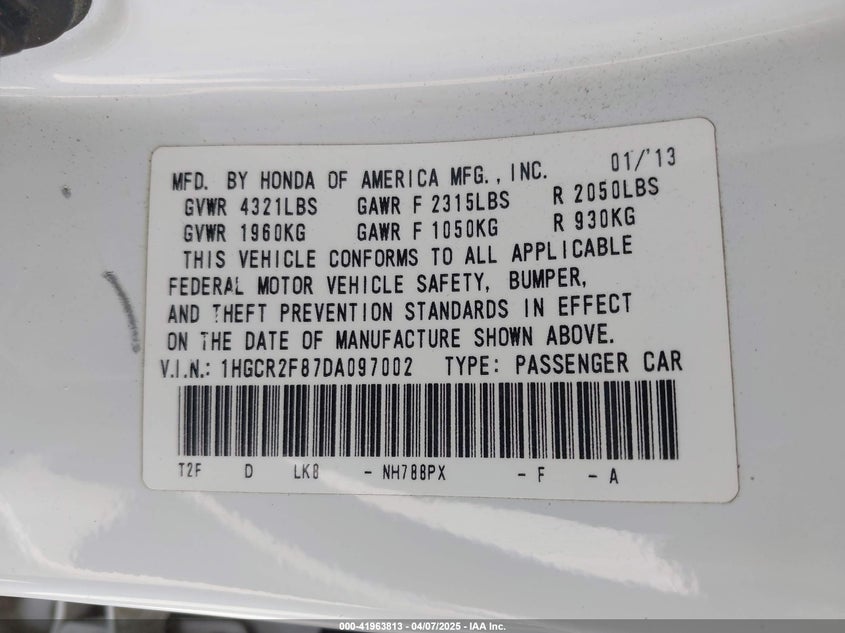 MFD. BY HONDA OF AMERICA MFG., INC. 01/'13
GVWR 4321LBS GAWR F 2315LBS R 2050LBS
GVWR 1960KG GAWR F 1050KG R 930KG
THIS VEHICLE CONFORMS TO ALL APPLICABLE
FEDERAL MOTOR VEHICLE SAFETY, BUMPER,
AND THEFT PREVENTION STANDARDS IN EFFECT
ON THE DATE OF MANUFACTURE SHOWN ABOVE.
V.I.N.: 1HGCR2F87DA097002 TYPE: PASSENGER CAR
T2F D LK8 - NH788PX - F - A
000-41963813 - 04/07/2025 - IAA Inc.